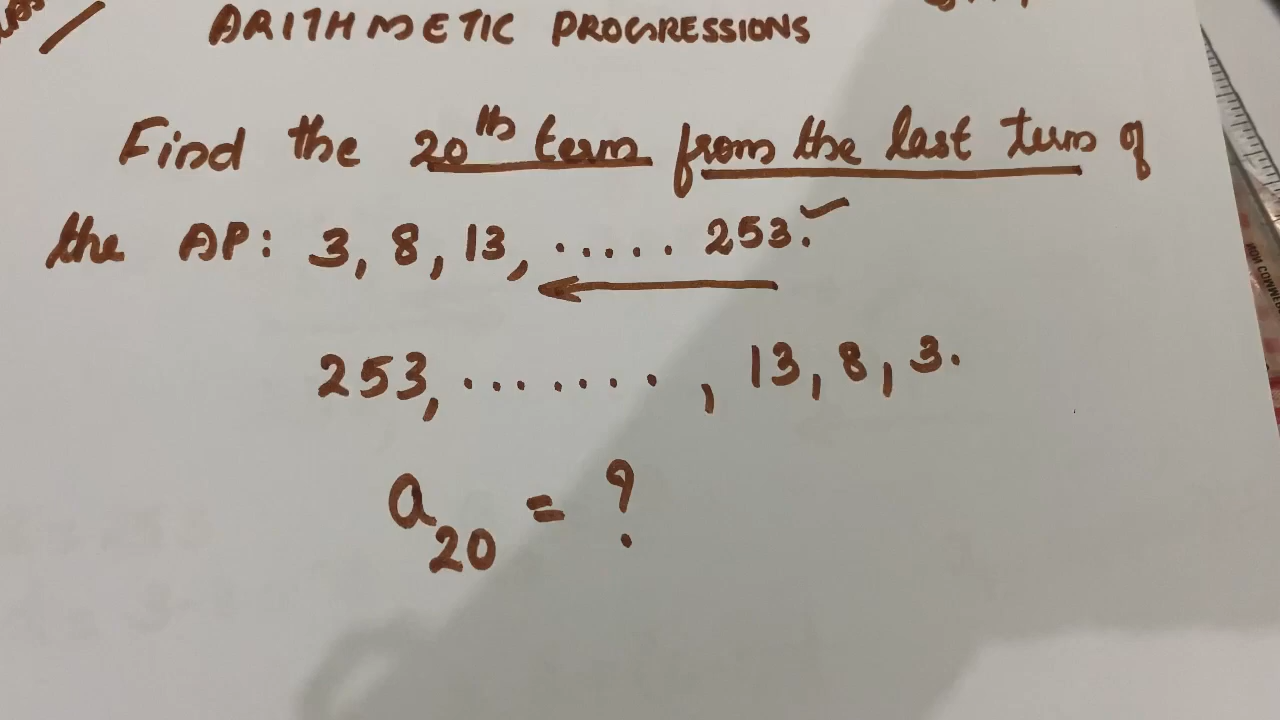 ARITHMETIC PROGRESSIONS
Find the 20th term from the last term of
the AP: 3, 8, 13, ..... 253.
253, ....... , 13, 8, 3.
a20 = ?